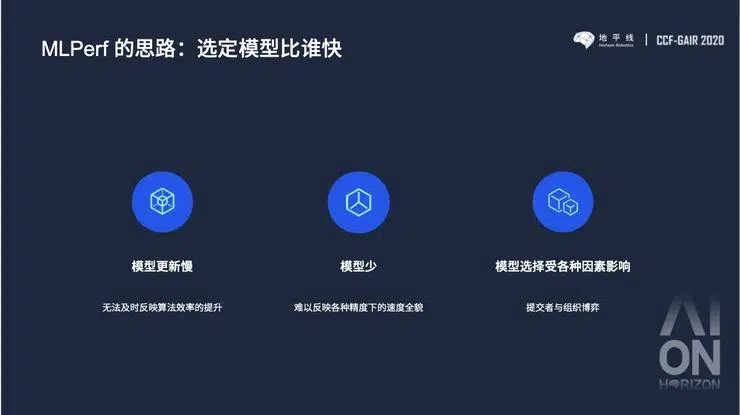 MLPerf 的思路：选定模型比谁快
地平线
Horizon Robotics
CCF-GAIR 2020
模型更新慢
模型少
模型选择受各种因素影响
无法及时反映算法效率的提升
难以反映各种精度下的速度全貌
提交者与组织博弈
AI
ON
HORIZON